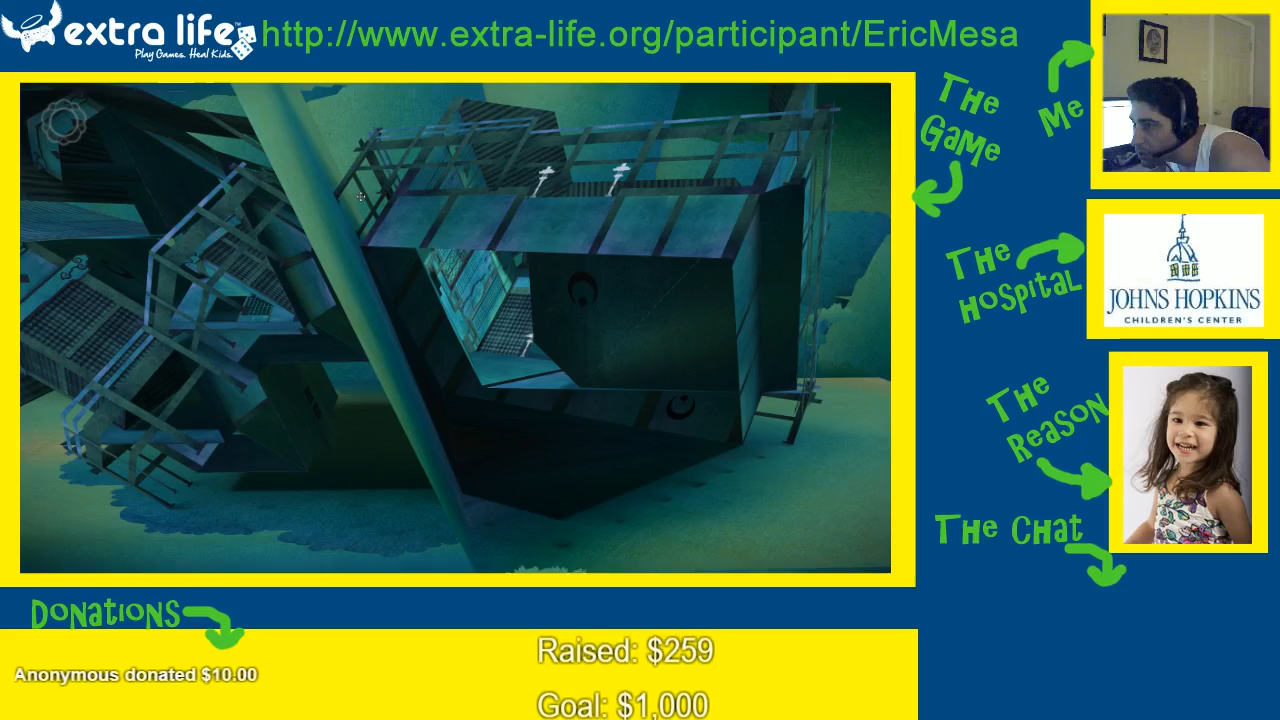 extra life
Play Games. Heal Kids.
http://www.extra-life.org/participant/EricMesa
The Game
Me
The Hospital
JOHNS HOPKINS
CHILDREN'S CENTER
The Reason
The Chat
Donations
Anonymous donated $10.00
Raised: $259
Goal: $1,000